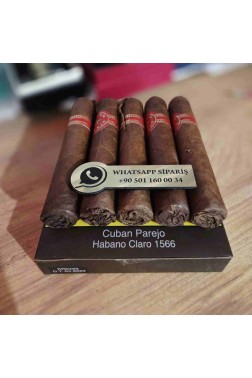 WHATSAPP SİPARİŞ
+90 501 160 00 34
Cuban Parejo
Habano Claro 1566